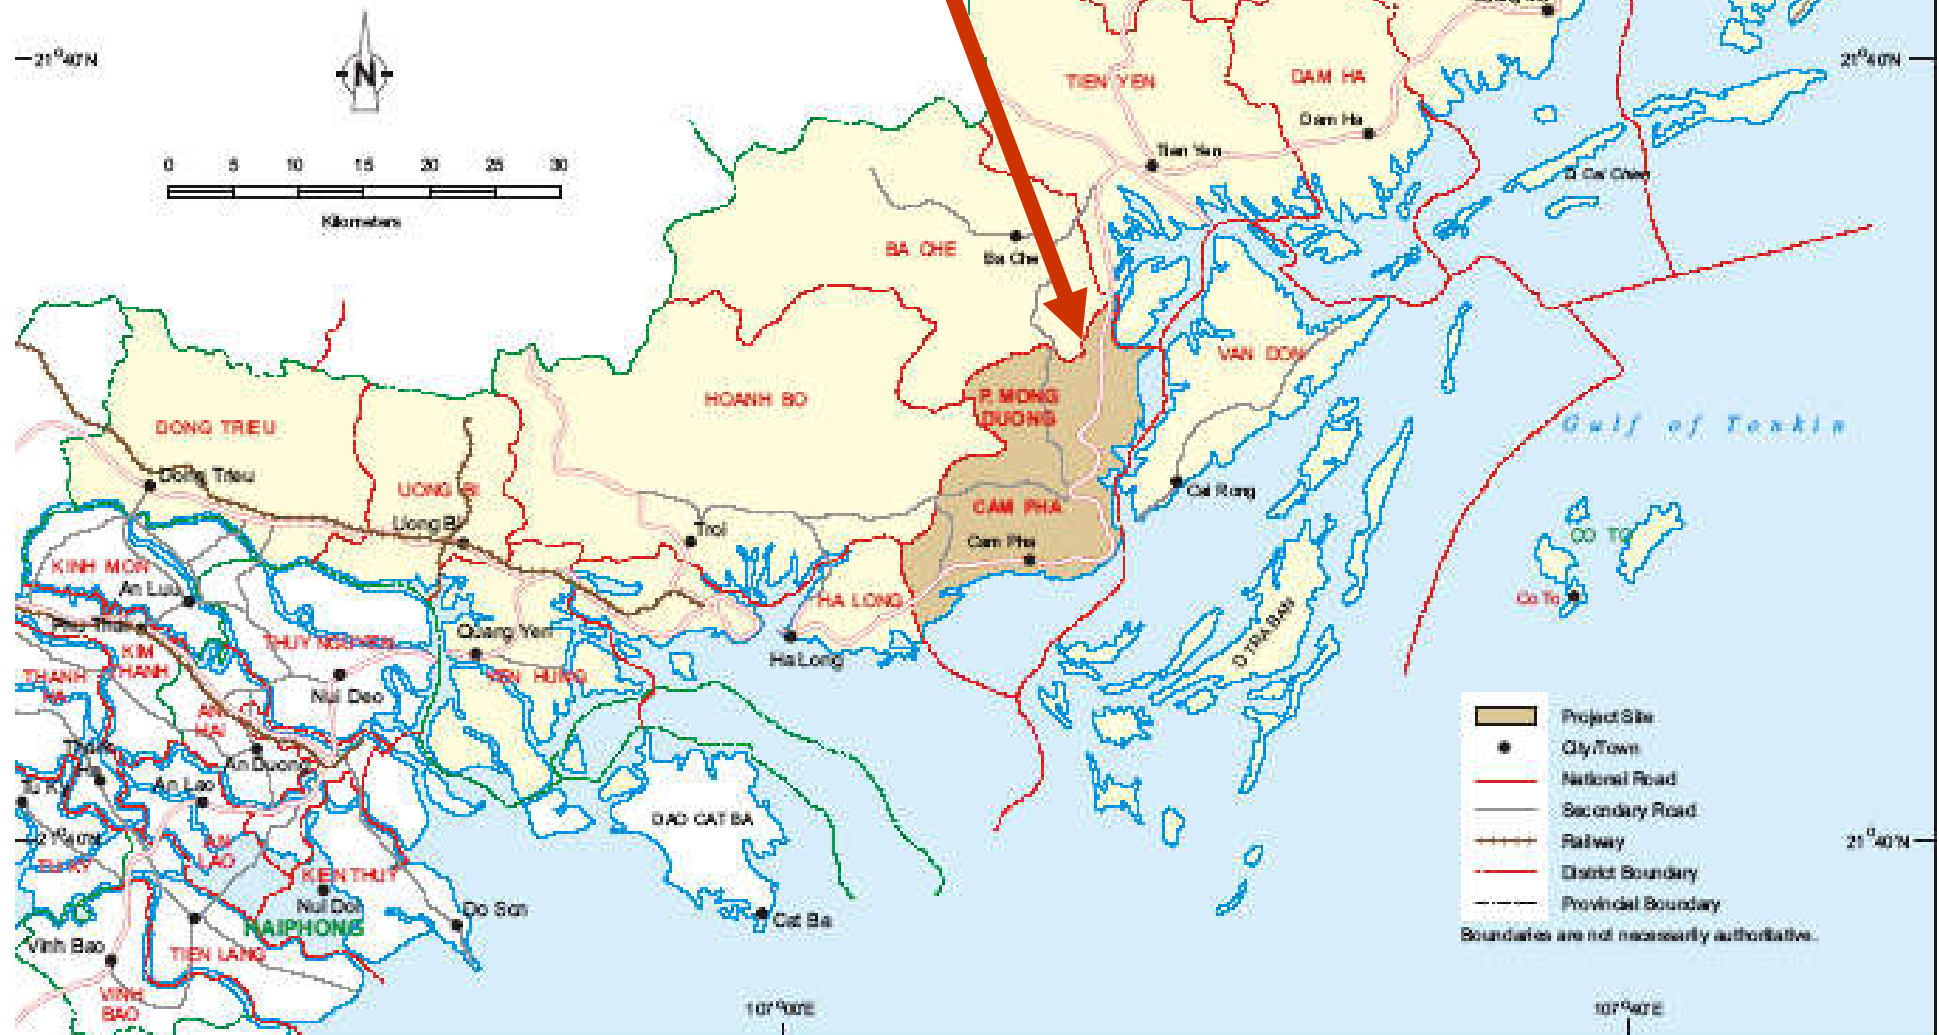 21°40'N
N
21°40'N
TIEN YEN
DAM HA
Dam Ha
Tien Yen
0 5 10 15 20 25 30
Kilometers
BA CHE
Ba Che
VAN DON
P. MONG
DUONG
HOANH BO
DONG TRIEU
Dong Trieu
UONG BI
Uong Bi
Troi
CAM PHA
Cam Pha
Cai Rong
Gulf of Tonkin
CO TO
Co To
KINH MON
An Luu
HA LONG
Ha Long
THUY NGUYEN
Quang Yen
YEN HUNG
KIM
THANH
THANH
HA
Nui Deo
AN
HAI
An Duong
An Lao
O TRA BAN
DAO CAT BA
Cat Ba
Tu Ky
21°40'N
TU KY
AN
LAO
KIEN THUY
Nui Doi
HAIPHONG
Do Son
Vinh Bao
TIEN LANG
VINH
BAO
Project Site
City/Town
National Road
Secondary Road
Railway
District Boundary
Provincial Boundary
Boundaries are not necessarily authoritative.
21°40'N
107°00'E
107°40'E